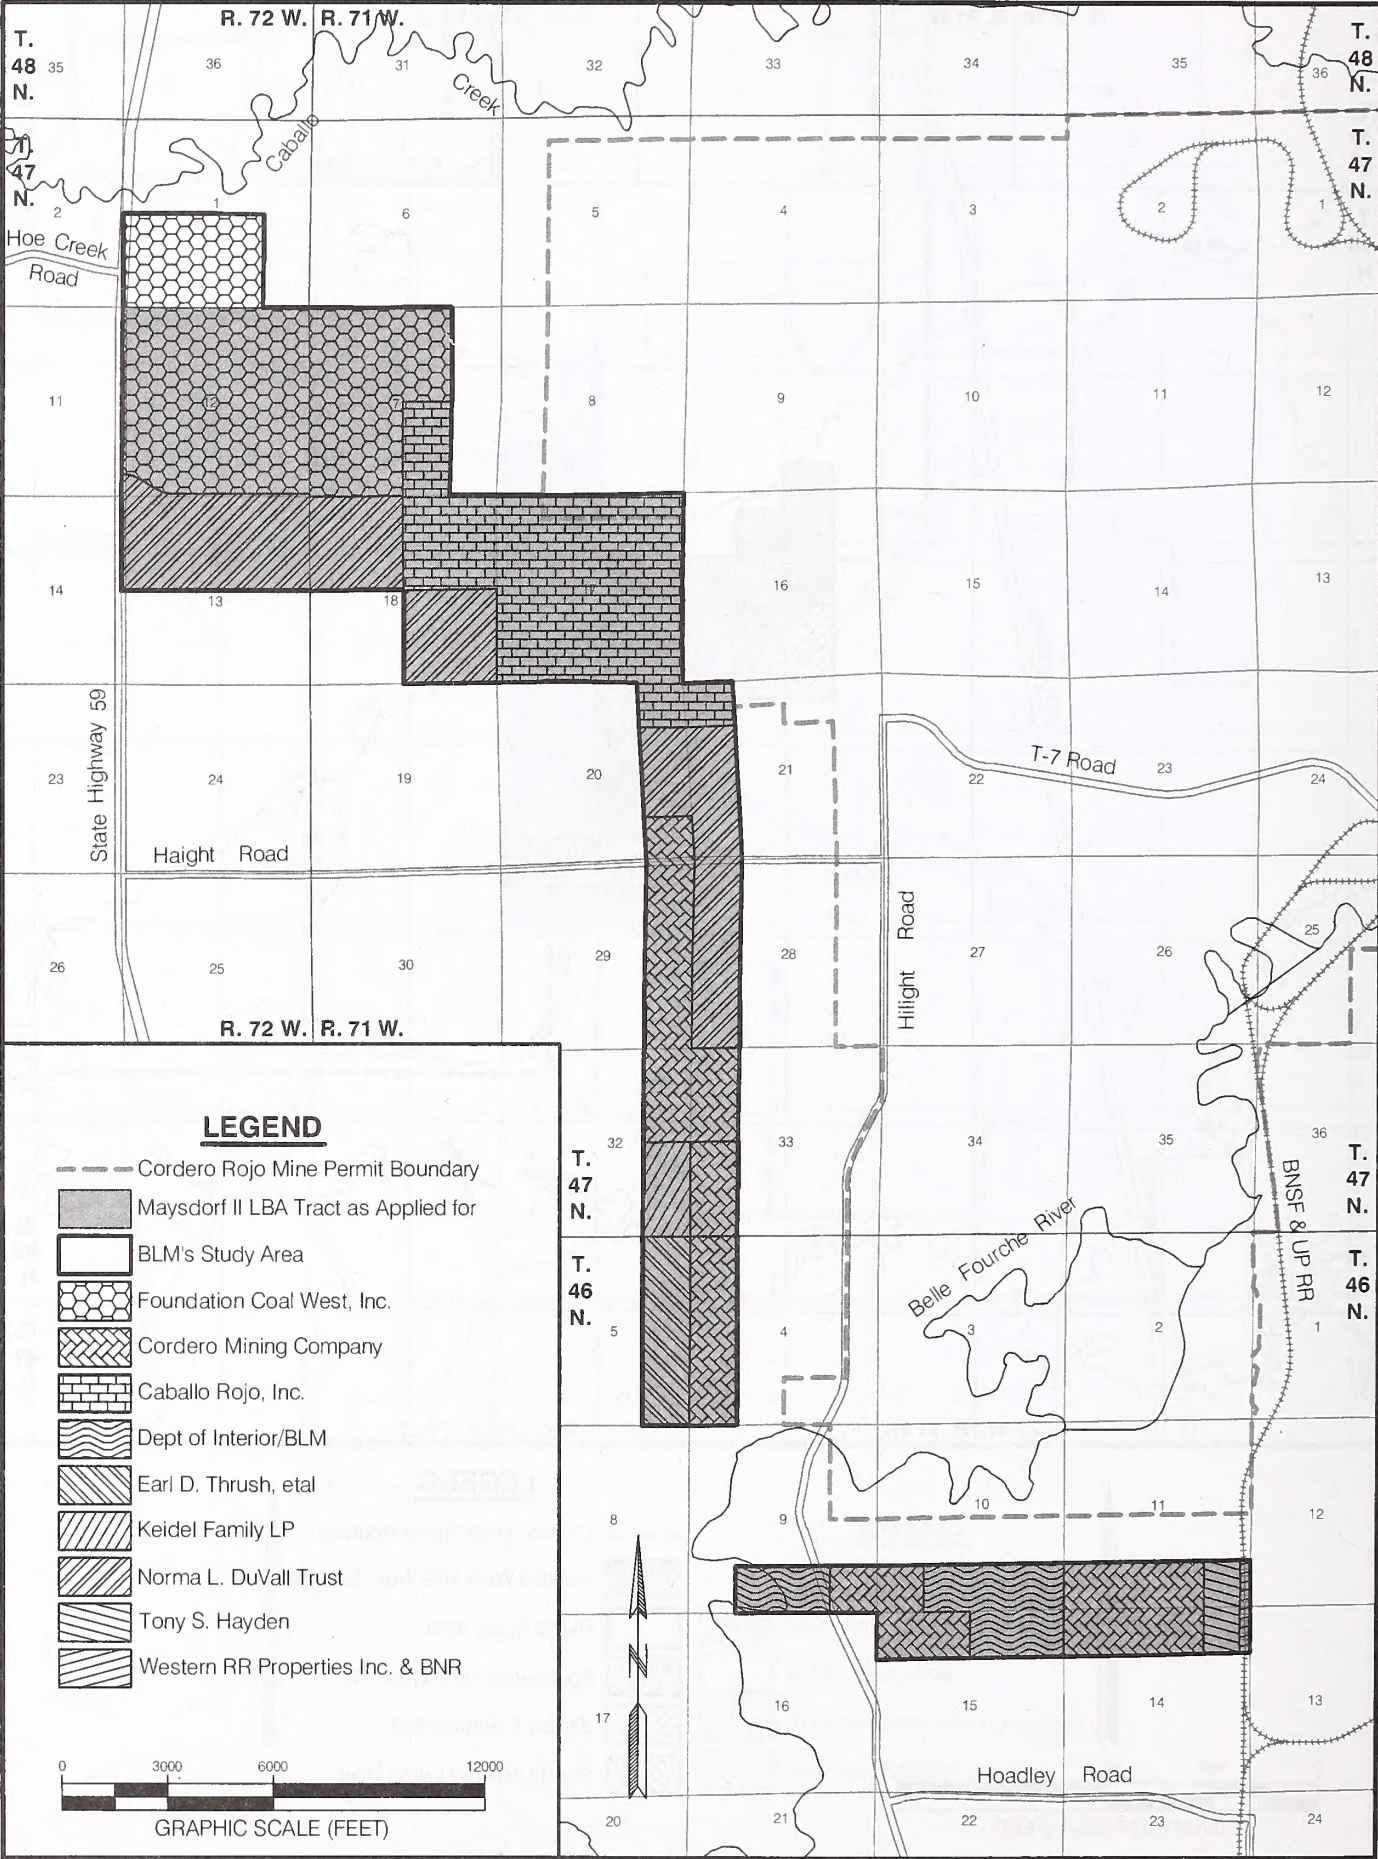 R. 72 W. R. 71 W.
T. 48 N.
35 36 31 32 33 34 35 36
T. 48 N.
Caballo Creek
T. 47 N.
T. 47 N.
2 1 6 5 4 3 2 1
Hoe Creek
Road
11 12 7 8 9 10 11 12
14 13 18 17 16 15 14 13
State Highway 59
23 24 19 20 21 22 23 24
T-7 Road
Haight Road
Hilight Road
26 25 30 29 28 27 26 25
R. 72 W. R. 71 W.
32 33 34 35 36
T. 47 N.
T. 47 N.
BNSF & UP RR
Belle Fourche River
T. 46 N.
T. 46 N.
5 4 3 2 1
8 9 10 11 12
17 16 15 14 13
N
Hoadley Road
20 21 22 23 24
LEGEND
Cordero Rojo Mine Permit Boundary
Maysdorf II LBA Tract as Applied for
BLM's Study Area
Foundation Coal West, Inc.
Cordero Mining Company
Caballo Rojo, Inc.
Dept of Interior/BLM
Earl D. Thrush, etal
Keidel Family LP
Norma L. DuVall Trust
Tony S. Hayden
Western RR Properties Inc. & BNR
0 3000 6000 12000
GRAPHIC SCALE (FEET)